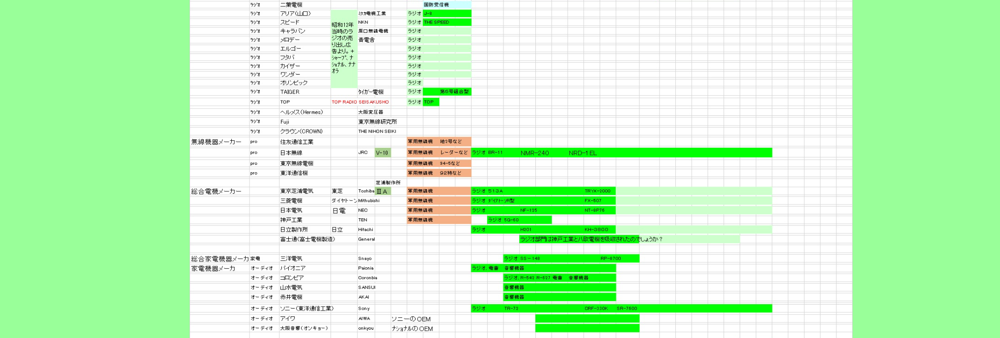 ﾗｼﾞｵ 二葉電機 国防受信機
ﾗｼﾞｵ アリア(山口) ﾐﾀｶ電機工業 ラジオ J-8
ﾗｼﾞｵ スピード NKN ラジオ THE SPEED
ﾗｼﾞｵ キャラバン 原口無線電機 ラジオ
ﾗｼﾞｵ メロデー 青電舎 ラジオ
ﾗｼﾞｵ エルゴー ラジオ
ﾗｼﾞｵ フタバ ラジオ
ﾗｼﾞｵ カイザー ラジオ
ﾗｼﾞｵ ワンダー ラジオ
ﾗｼﾞｵ オリンピック ラジオ
昭和12年
当時のラ
ジオの売
り出し広
告より。＋
ｼｬｰﾌﾟ、ナ
ｼｮﾅﾙ、ナナ
オラ
ﾗｼﾞｵ TAIGER ﾀｲｶﾞｰ電機 ラジオ 第6号組合型
ﾗｼﾞｵ TOP TOP RADIO SEISAKUSHO ラジオ TOP
ﾗｼﾞｵ ヘルメス(Hermes) 大阪変圧器
ﾗｼﾞｵ Fuji 東京無線研究所
ﾗｼﾞｵ クラウン(CROWN) THE NIHON SEIKI
無線機器メーカー pro 住友通信工業 軍用無線機 地2号など
pro 日本無線 JRC V-10 軍用無線機 レーダーなど ラジオ BR-11 NMR-240 NRD-1EL
pro 東京無線電機 軍用無線機 94-5など
pro 東洋通信機 軍用無線機 92特など
芝浦製作所
総合電機メーカー 東京芝浦電気 東芝 Toshiba ⅢA 軍用無線機 ラジオ 513A TRYX-2000
三菱電機 ダイヤトーン Mithubishi 軍用無線機 ラジオ ﾀﾞｲｱﾄｰﾝR型 FX-507
日本電気 日電 NEC 軍用無線機 ラジオ NF-125 NT-8P76
神戸工業 TEN 軍用無線機 ラジオ 5G-60
日立製作所 日立 Hitachi ラジオ H201 KH-3800
富士通(富士電機製造) General ラジオ部門は神戸工業と八欧電機を吸収されたのでしょうか？
総合家電機器メーカ 家電 三洋電気 Snayo ラジオ SS-148 RP-8700
家電機器メーカ オーディオ パイオニア Paionia ラジオ、電蓄 音響機器
オーディオ コロンビア Coronbia ラジオ、R-542 R-627 電蓄 音響機器
オーディオ 山水電気 SANSUI 音響機器
オーディオ 赤井電機 AKAI 音響機器
オーディオ ソニー(東洋通信工業) Sony ラジオ TR-72 CRF-330K SR-7600
オーディオ アイワ AIWA ソニーのOEM
オーディオ 大阪音響(オンキョー) onkyou ﾅｼｮﾅﾙのOEM